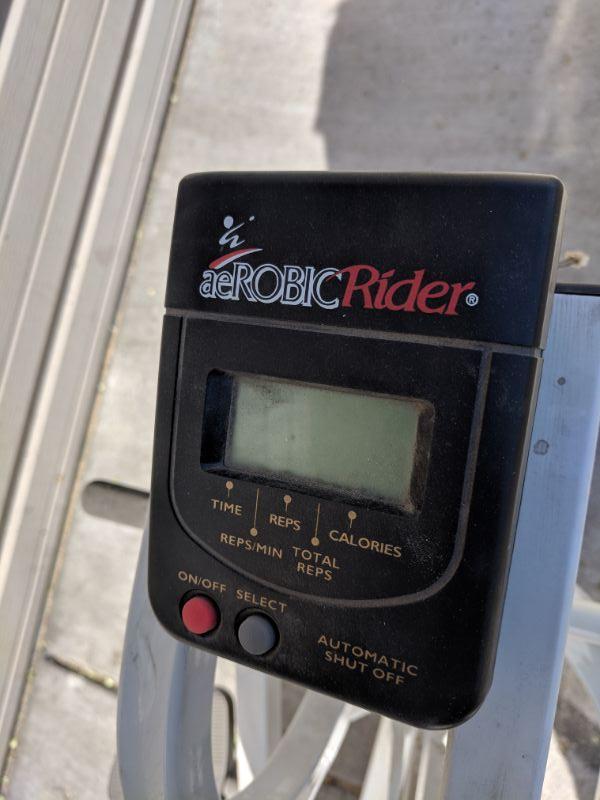 aeROBICRider®
TIME
REPS
CALORIES
REPS/MIN
TOTAL
REPS
ON/OFF
SELECT
AUTOMATIC
SHUT OFF